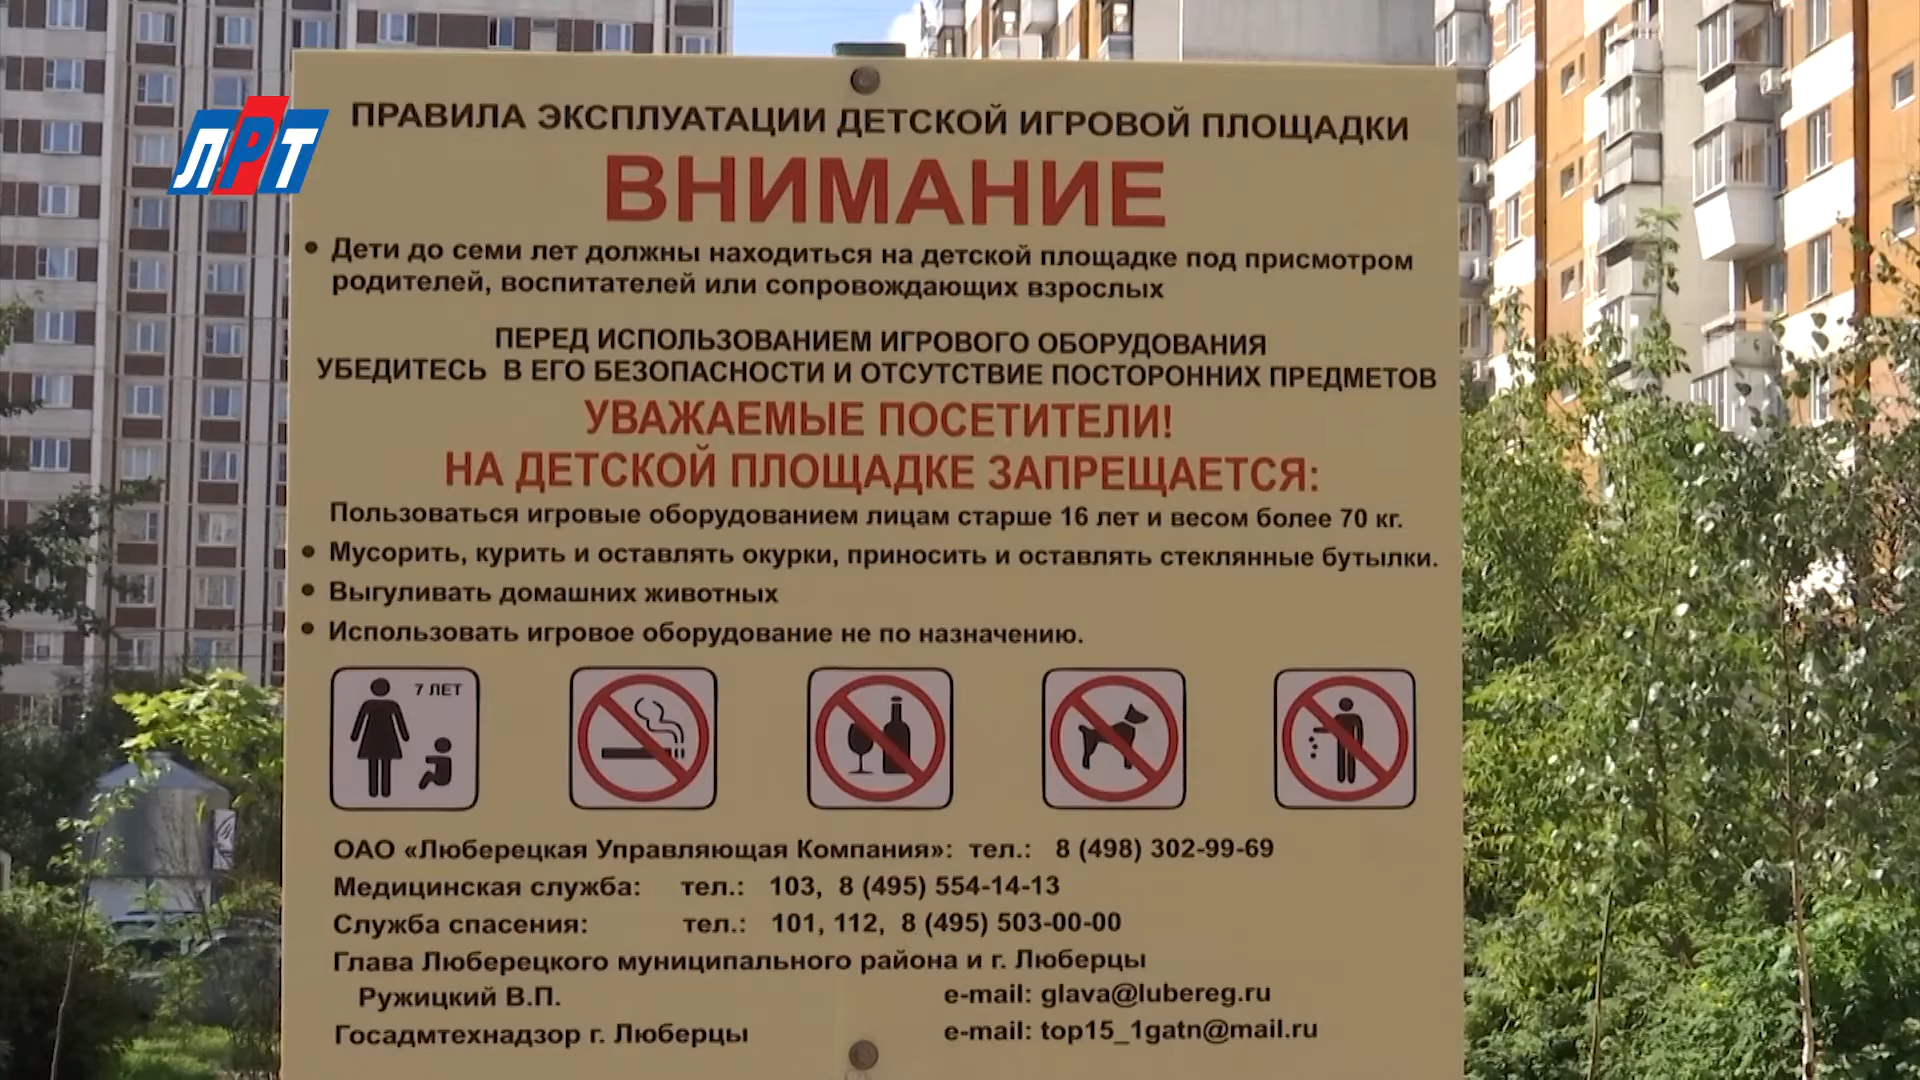 ЛРТ
ПРАВИЛА ЭКСПЛУАТАЦИИ ДЕТСКОЙ ИГРОВОЙ ПЛОЩАДКИ
ВНИМАНИЕ
• Дети до семи лет должны находиться на детской площадке под присмотром
родителей, воспитателей или сопровождающих взрослых
ПЕРЕД ИСПОЛЬЗОВАНИЕМ ИГРОВОГО ОБОРУДОВАНИЯ
УБЕДИТЕСЬ В ЕГО БЕЗОПАСНОСТИ И ОТСУТСТВИЕ ПОСТОРОННИХ ПРЕДМЕТОВ
УВАЖАЕМЫЕ ПОСЕТИТЕЛИ!
НА ДЕТСКОЙ ПЛОЩАДКЕ ЗАПРЕЩАЕТСЯ:
Пользоваться игровые оборудованием лицам старше 16 лет и весом более 70 кг.
• Мусорить, курить и оставлять окурки, приносить и оставлять стеклянные бутылки.
• Выгуливать домашних животных
• Использовать игровое оборудование не по назначению.
7 ЛЕТ
ОАО «Люберецкая Управляющая Компания»: тел.: 8 (498) 302-99-69
Медицинская служба: тел.: 103, 8 (495) 554-14-13
Служба спасения: тел.: 101, 112, 8 (495) 503-00-00
Глава Люберецкого муниципального района и г. Люберцы
Ружицкий В.П. e-mail: glava@lubereg.ru
Госадмтехнадзор г. Люберцы e-mail: top15_1gatn@mail.ru